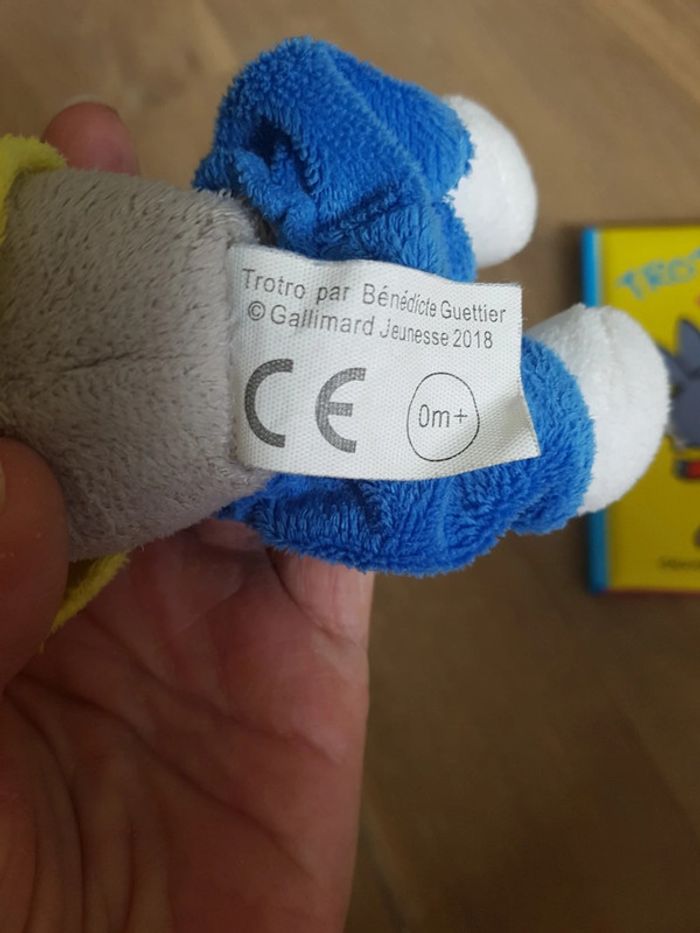 Trotro par Bénédicte Guettier
© Gallimard Jeunesse 2018
CE
0m+